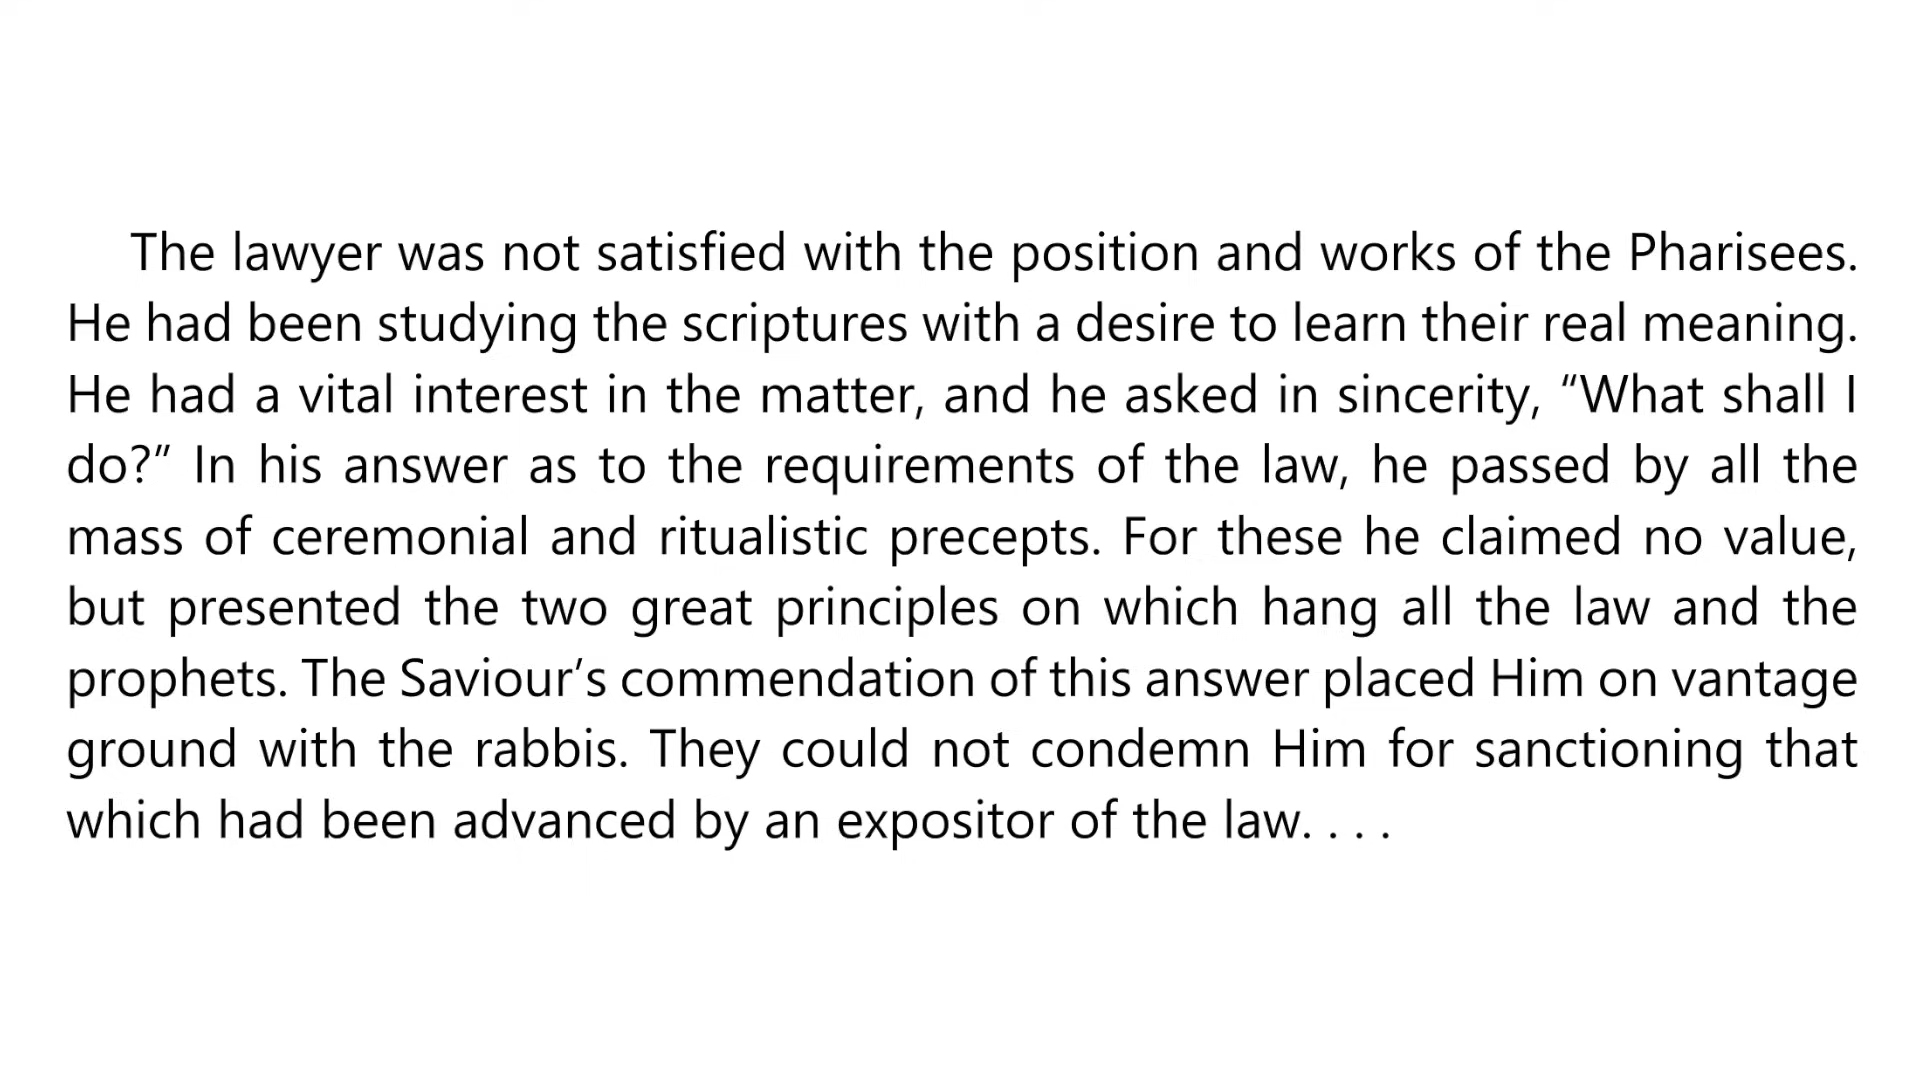 The lawyer was not satisfied with the position and works of the Pharisees.
He had been studying the scriptures with a desire to learn their real meaning.
He had a vital interest in the matter, and he asked in sincerity, “What shall I
do?” In his answer as to the requirements of the law, he passed by all the
mass of ceremonial and ritualistic precepts. For these he claimed no value,
but presented the two great principles on which hang all the law and the
prophets. The Saviour’s commendation of this answer placed Him on vantage
ground with the rabbis. They could not condemn Him for sanctioning that
which had been advanced by an expositor of the law. . . .